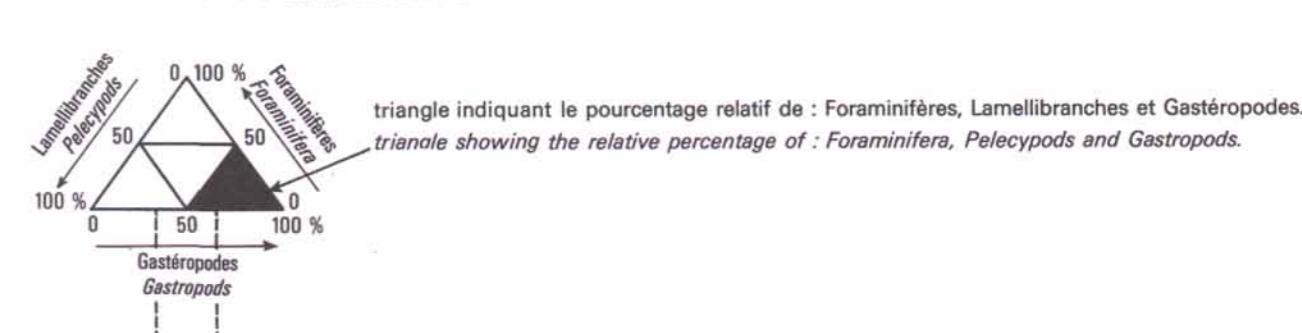 0 100 %
Lamellibranches
Pelecypods
Foraminifères
Foraminifera
50 50
100 % 0
0 50 100 %
Gastéropodes
Gastropods
triangle indiquant le pourcentage relatif de : Foraminifères, Lamellibranches et Gastéropodes.
triangle showing the relative percentage of : Foraminifera, Pelecypods and Gastropods.